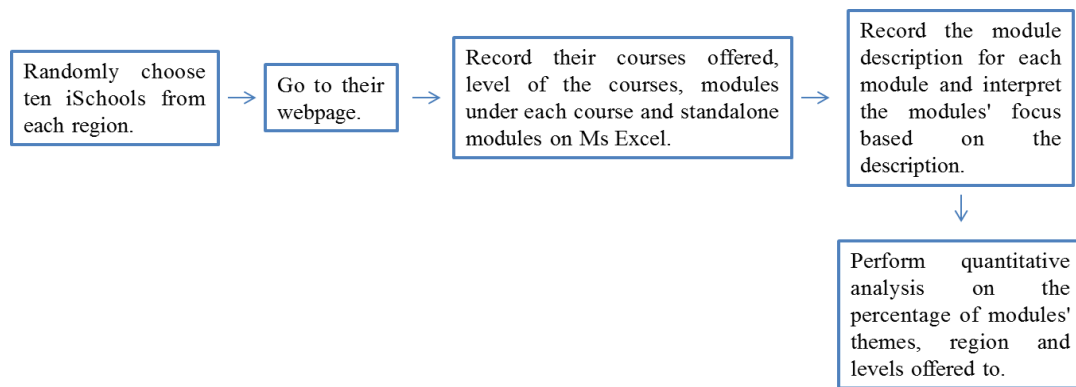 Randomly choose
ten iSchools from
each region.
Go to their
webpage.
Record their courses offered,
level of the courses, modules
under each course and standalone
modules on Ms Excel.
Record the module
description for each
module and interpret
the modules' focus
based on the
description.
Perform quantitative
analysis on the
percentage of modules'
themes, region and
levels offered to.